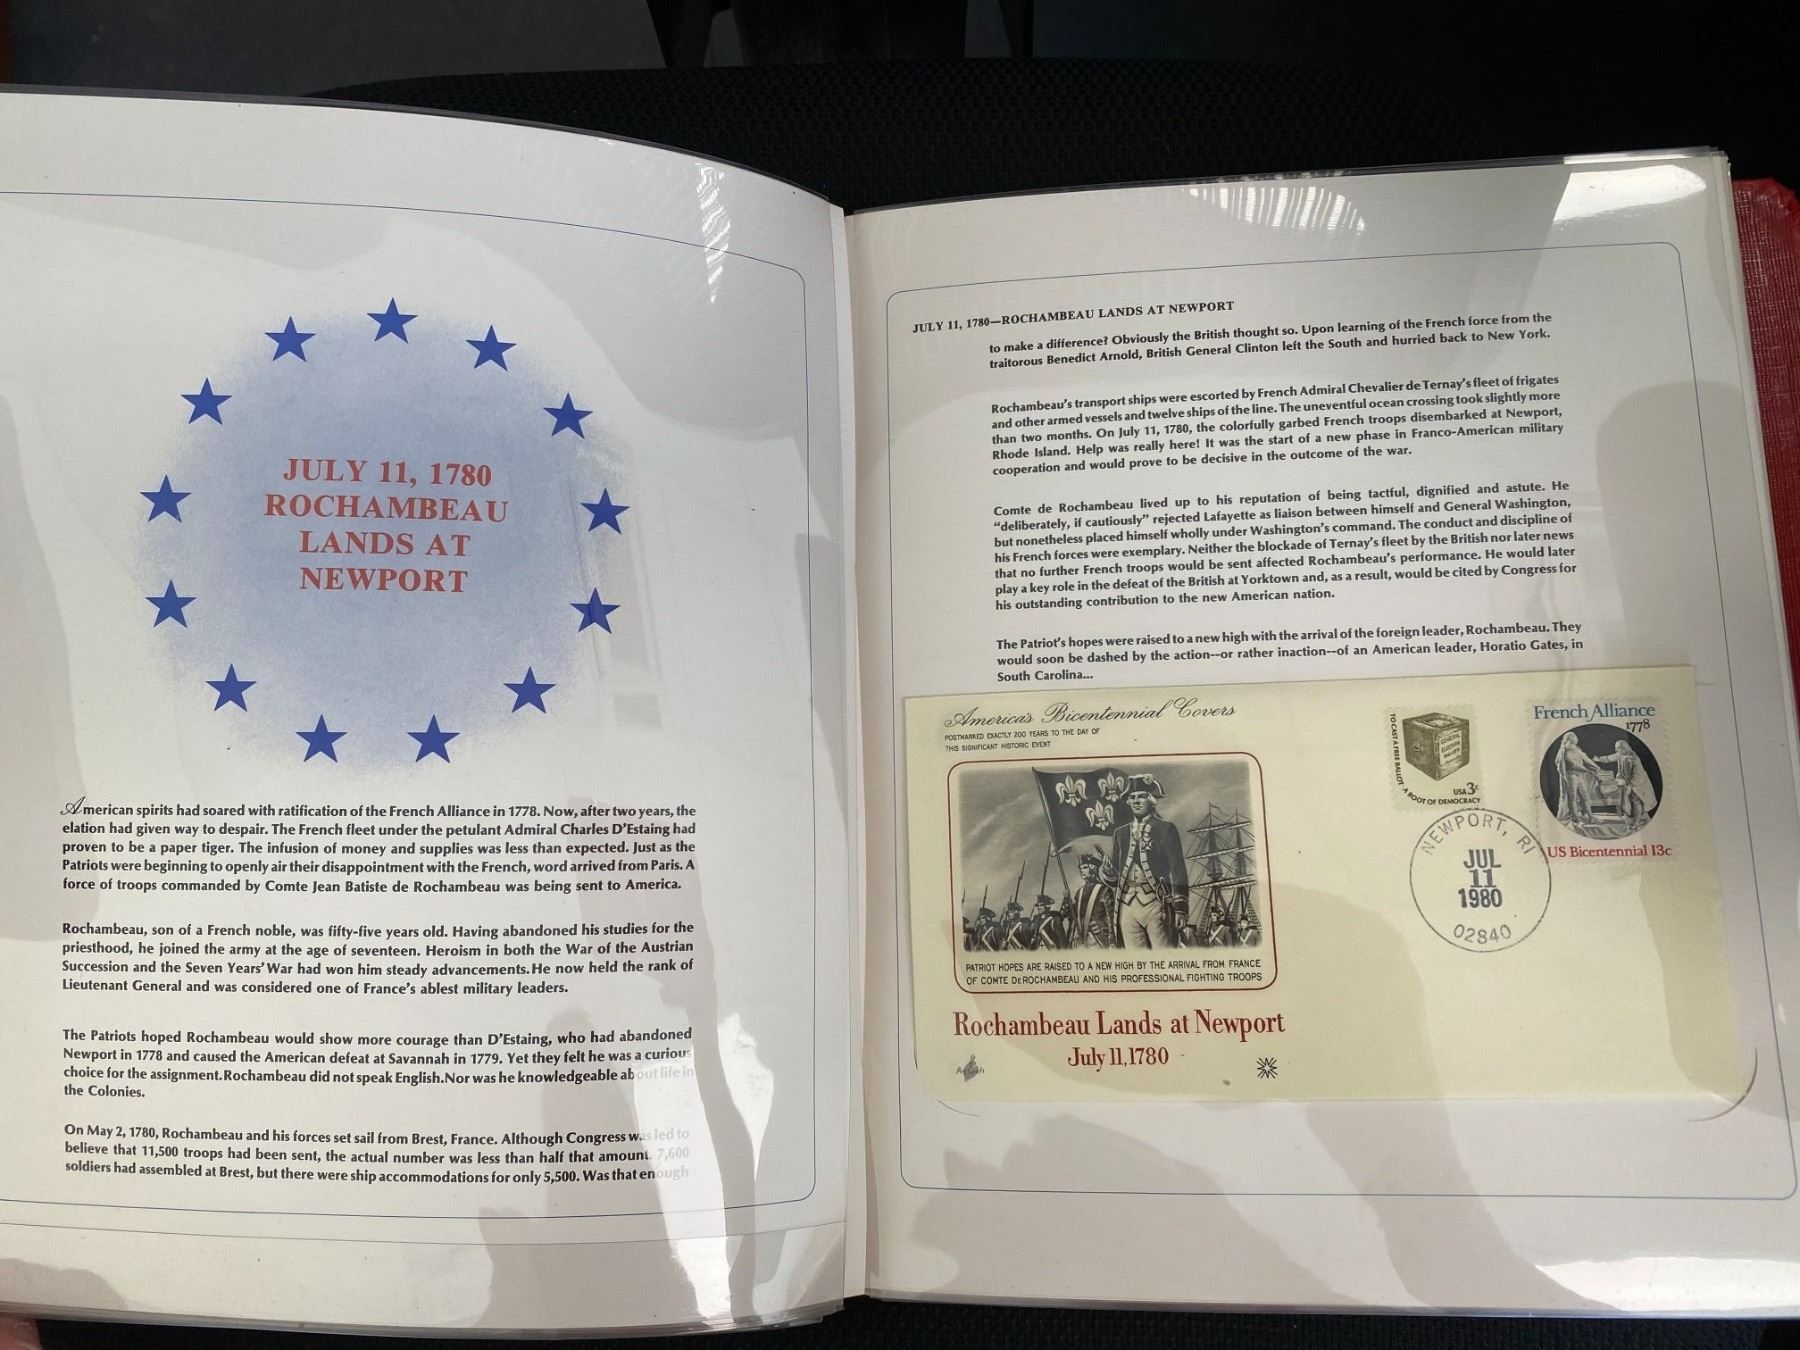 JULY 11, 1780
ROCHAMBEAU
LANDS AT
NEWPORT
American spirits had soared with ratification of the French Alliance in 1778. Now, after two years, the
elation had given way to despair. The French fleet under the petulant Admiral Charles D'Estaing had
proven to be a paper tiger. The infusion of money and supplies was less than expected. Just as the
Patriots were beginning to openly air their disappointment with the French, word arrived from Paris. A
force of troops commanded by Comte Jean Batiste de Rochambeau was being sent to America.
Rochambeau, son of a French noble, was fifty-five years old. Having abandoned his studies for the
priesthood, he joined the army at the age of seventeen. Heroism in both the War of the Austrian
Succession and the Seven Years' War had won him steady advancements. He now held the rank of
Lieutenant General and was considered one of France's ablest military leaders.
The Patriots hoped Rochambeau would show more courage than D'Estaing, who had abandoned
Newport in 1778 and caused the American defeat at Savannah in 1779. Yet they felt he was a curious
choice for the assignment. Rochambeau did not speak English. Nor was he knowledgeable about life in
the Colonies.
On May 2, 1780, Rochambeau and his forces set sail from Brest, France. Although Congress was led to
believe that 11,500 troops had been sent, the actual number was less than half that amount. 7,600
soldiers had assembled at Brest, but there were ship accommodations for only 5,500. Was that enough
JULY 11, 1780—ROCHAMBEAU LANDS AT NEWPORT
to make a difference? Obviously the British thought so. Upon learning of the French force from the
traitorous Benedict Arnold, British General Clinton left the South and hurried back to New York.
Rochambeau's transport ships were escorted by French Admiral Chevalier de Ternay's fleet of frigates
and other armed vessels and twelve ships of the line. The uneventful ocean crossing took slightly more
than two months. On July 11, 1780, the colorfully garbed French troops disembarked at Newport,
Rhode Island. Help was really here! It was the start of a new phase in Franco-American military
cooperation and would prove to be decisive in the outcome of the war.
Comte de Rochambeau lived up to his reputation of being tactful, dignified and astute. He
"deliberately, if cautiously" rejected Lafayette as liaison between himself and General Washington,
but nonetheless placed himself wholly under Washington's command. The conduct and discipline of
his French forces were exemplary. Neither the blockade of Ternay's fleet by the British nor later news
that no further French troops would be sent affected Rochambeau's performance. He would later
play a key role in the defeat of the British at Yorktown and, as a result, would be cited by Congress for
his outstanding contribution to the new American nation.
The Patriot's hopes were raised to a new high with the arrival of the foreign leader, Rochambeau. They
would soon be dashed by the action--or rather inaction--of an American leader, Horatio Gates, in
South Carolina...
America's Bicentennial Covers
POSTMARKED EXACTLY 200 YEARS TO THE DAY OF
THIS SIGNIFICANT HISTORIC EVENT
PATRIOT HOPES ARE RAISED TO A NEW HIGH BY THE ARRIVAL FROM FRANCE
OF COMTE DeROCHAMBEAU AND HIS PROFESSIONAL FIGHTING TROOPS
Rochambeau Lands at Newport
July 11, 1780
TO CAST A FREE BALLOT · A ROOT OF DEMOCRACY
GENERAL
ELECTION
BALLOTS
USA 3c
French Alliance
1778
US Bicentennial 13c
NEWPORT, RI
JUL
11
1980
02840